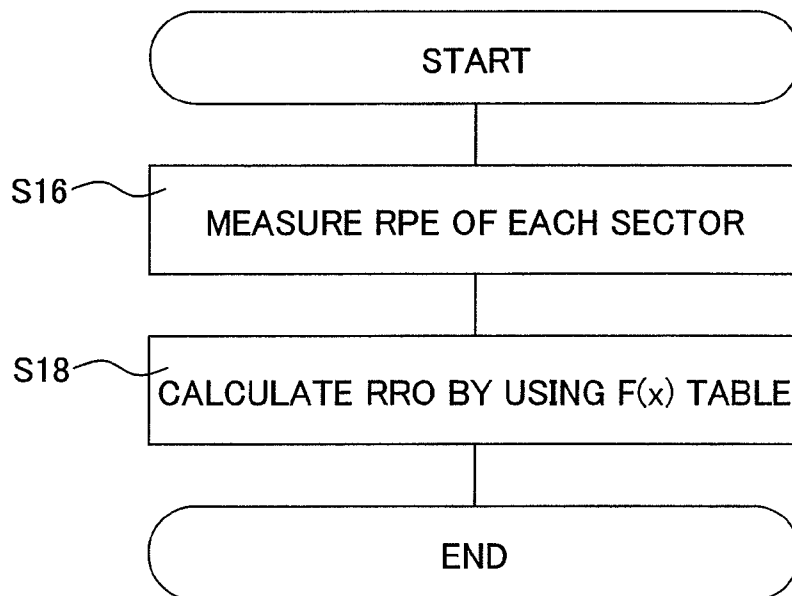 START
S16
MEASURE RPE OF EACH SECTOR
S18
CALCULATE RRO BY USING F(x) TABLE
END